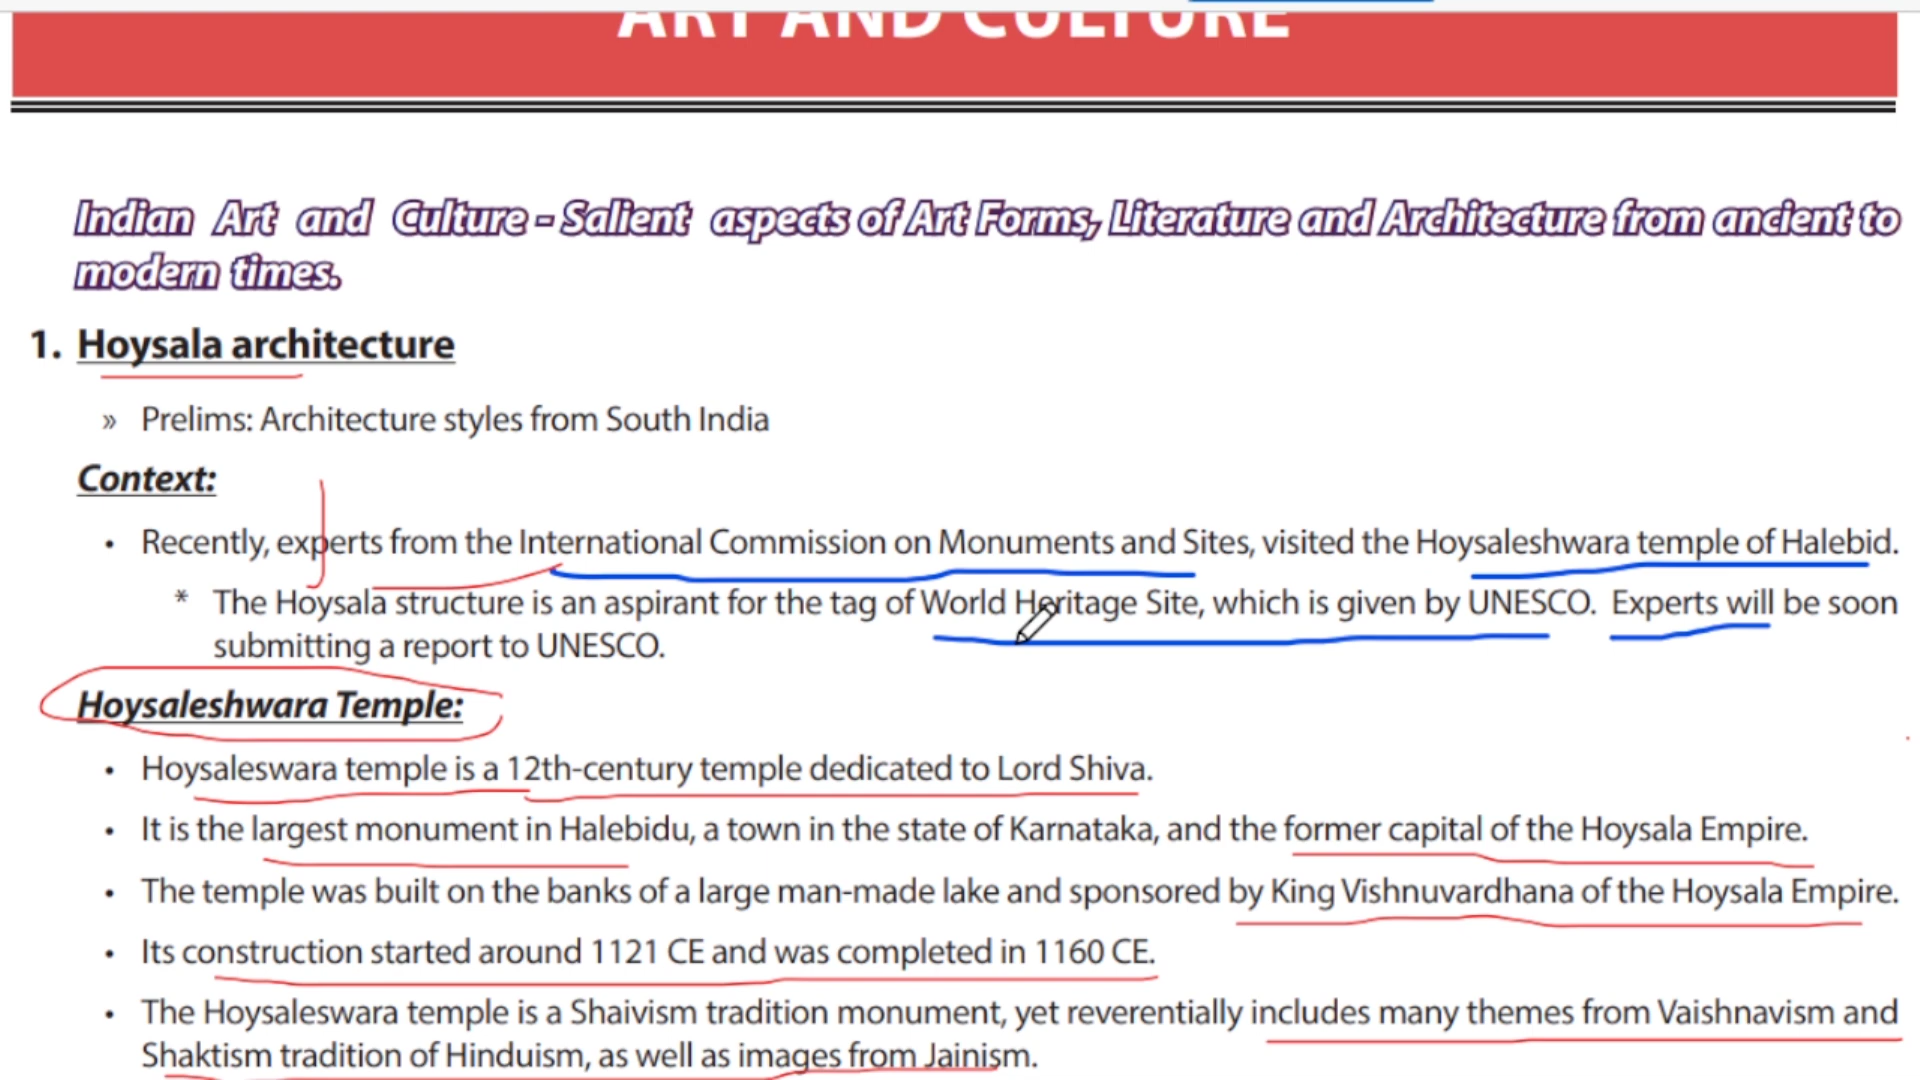 ART AND CULTURE
Indian Art and Culture - Salient aspects of Art Forms, Literature and Architecture from ancient to
modern times.
1. Hoysala architecture
» Prelims: Architecture styles from South India
Context:
• Recently, experts from the International Commission on Monuments and Sites, visited the Hoysaleshwara temple of Halebid.
* The Hoysala structure is an aspirant for the tag of World Heritage Site, which is given by UNESCO. Experts will be soon
submitting a report to UNESCO.
Hoysaleshwara Temple:
• Hoysaleswara temple is a 12th-century temple dedicated to Lord Shiva.
• It is the largest monument in Halebidu, a town in the state of Karnataka, and the former capital of the Hoysala Empire.
• The temple was built on the banks of a large man-made lake and sponsored by King Vishnuvardhana of the Hoysala Empire.
• Its construction started around 1121 CE and was completed in 1160 CE.
• The Hoysaleswara temple is a Shaivism tradition monument, yet reverentially includes many themes from Vaishnavism and
Shaktism tradition of Hinduism, as well as images from Jainism.